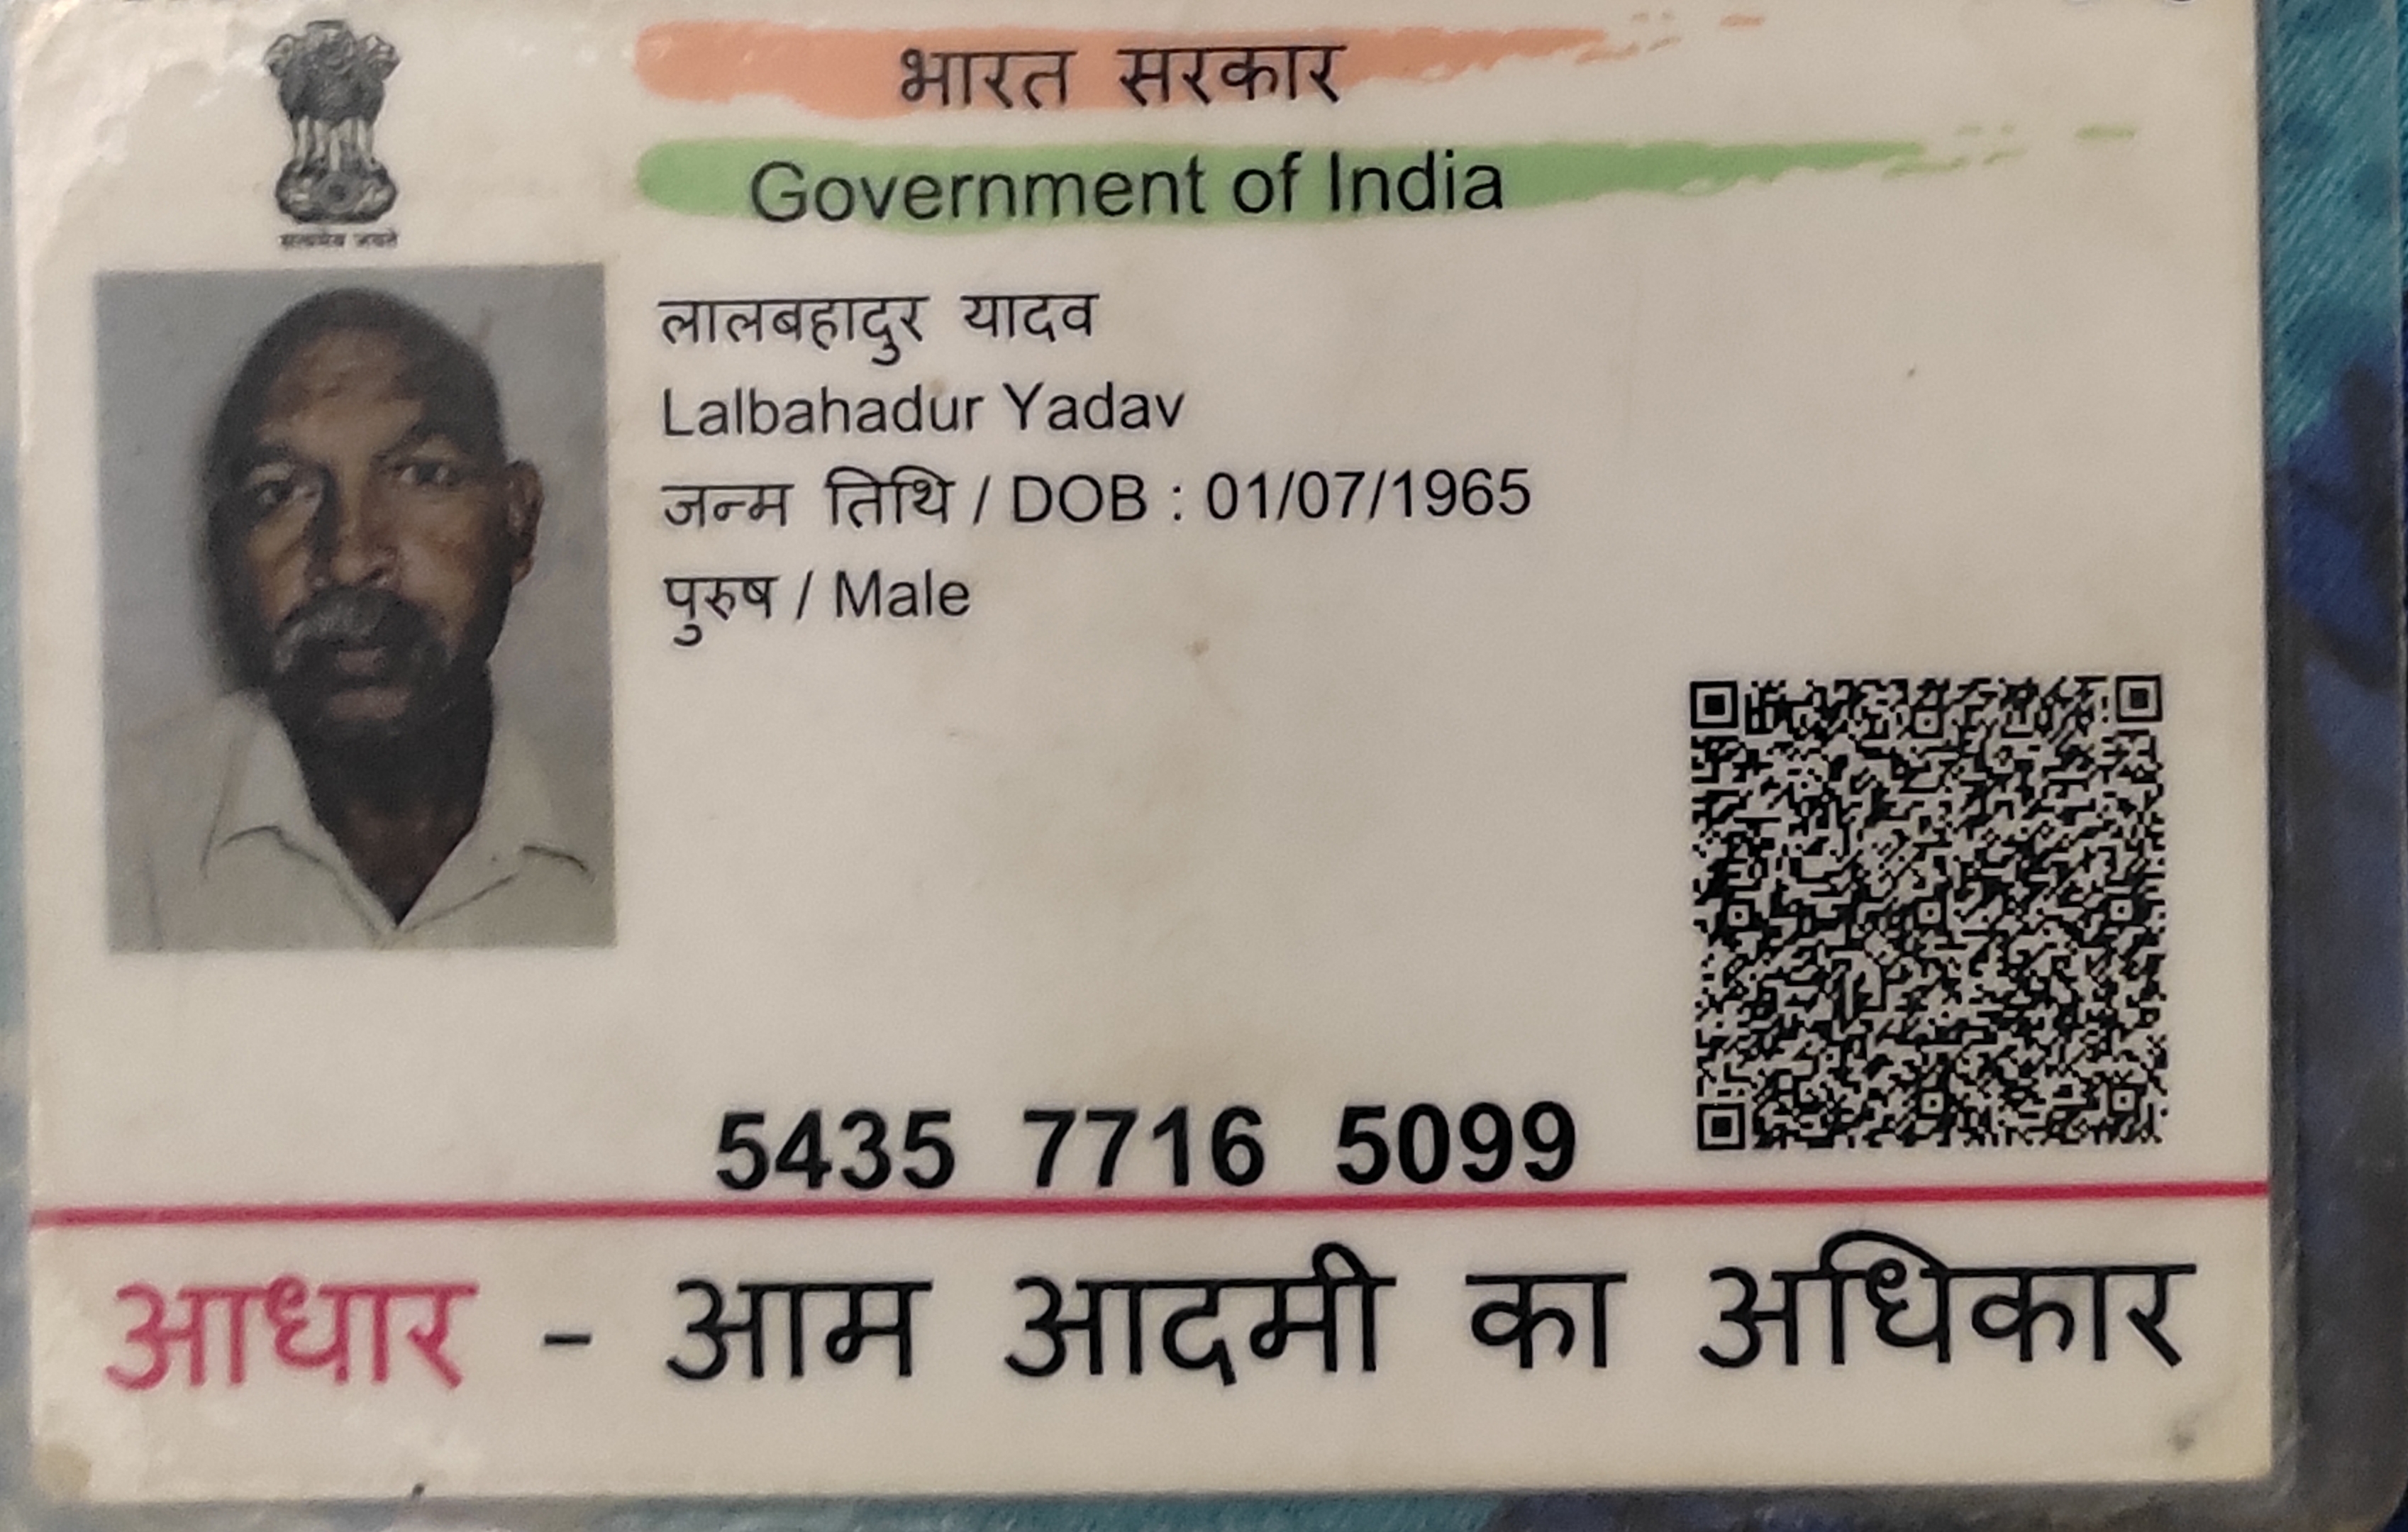 भारत सरकार
Government of India
सत्यमेव जयते
लालबहादुर यादव
Lalbahadur Yadav
जन्म तिथि / DOB : 01/07/1965
पुरुष / Male
5435 7716 5099
आधार - आम आदमी का अधिकार